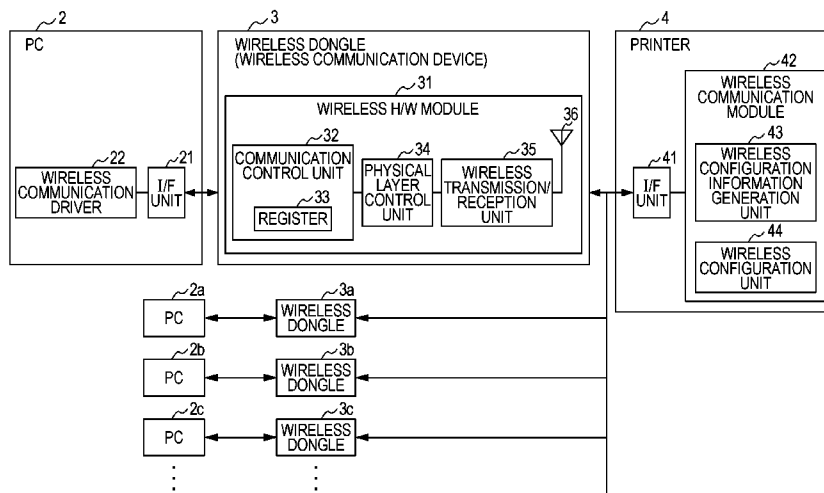 2
PC
22
WIRELESS
COMMUNICATION
DRIVER
21
I/F
UNIT
3
WIRELESS DONGLE
(WIRELESS COMMUNICATION DEVICE)
31
WIRELESS H/W MODULE
32
COMMUNICATION
CONTROL UNIT
33
REGISTER
34
PHYSICAL
LAYER
CONTROL
UNIT
35
WIRELESS
TRANSMISSION/
RECEPTION
UNIT
36
4
PRINTER
41
I/F
UNIT
42
WIRELESS
COMMUNICATION
MODULE
43
WIRELESS
CONFIGURATION
INFORMATION
GENERATION
UNIT
44
WIRELESS
CONFIGURATION
UNIT
2a
PC
3a
WIRELESS
DONGLE
2b
PC
3b
WIRELESS
DONGLE
2c
PC
3c
WIRELESS
DONGLE